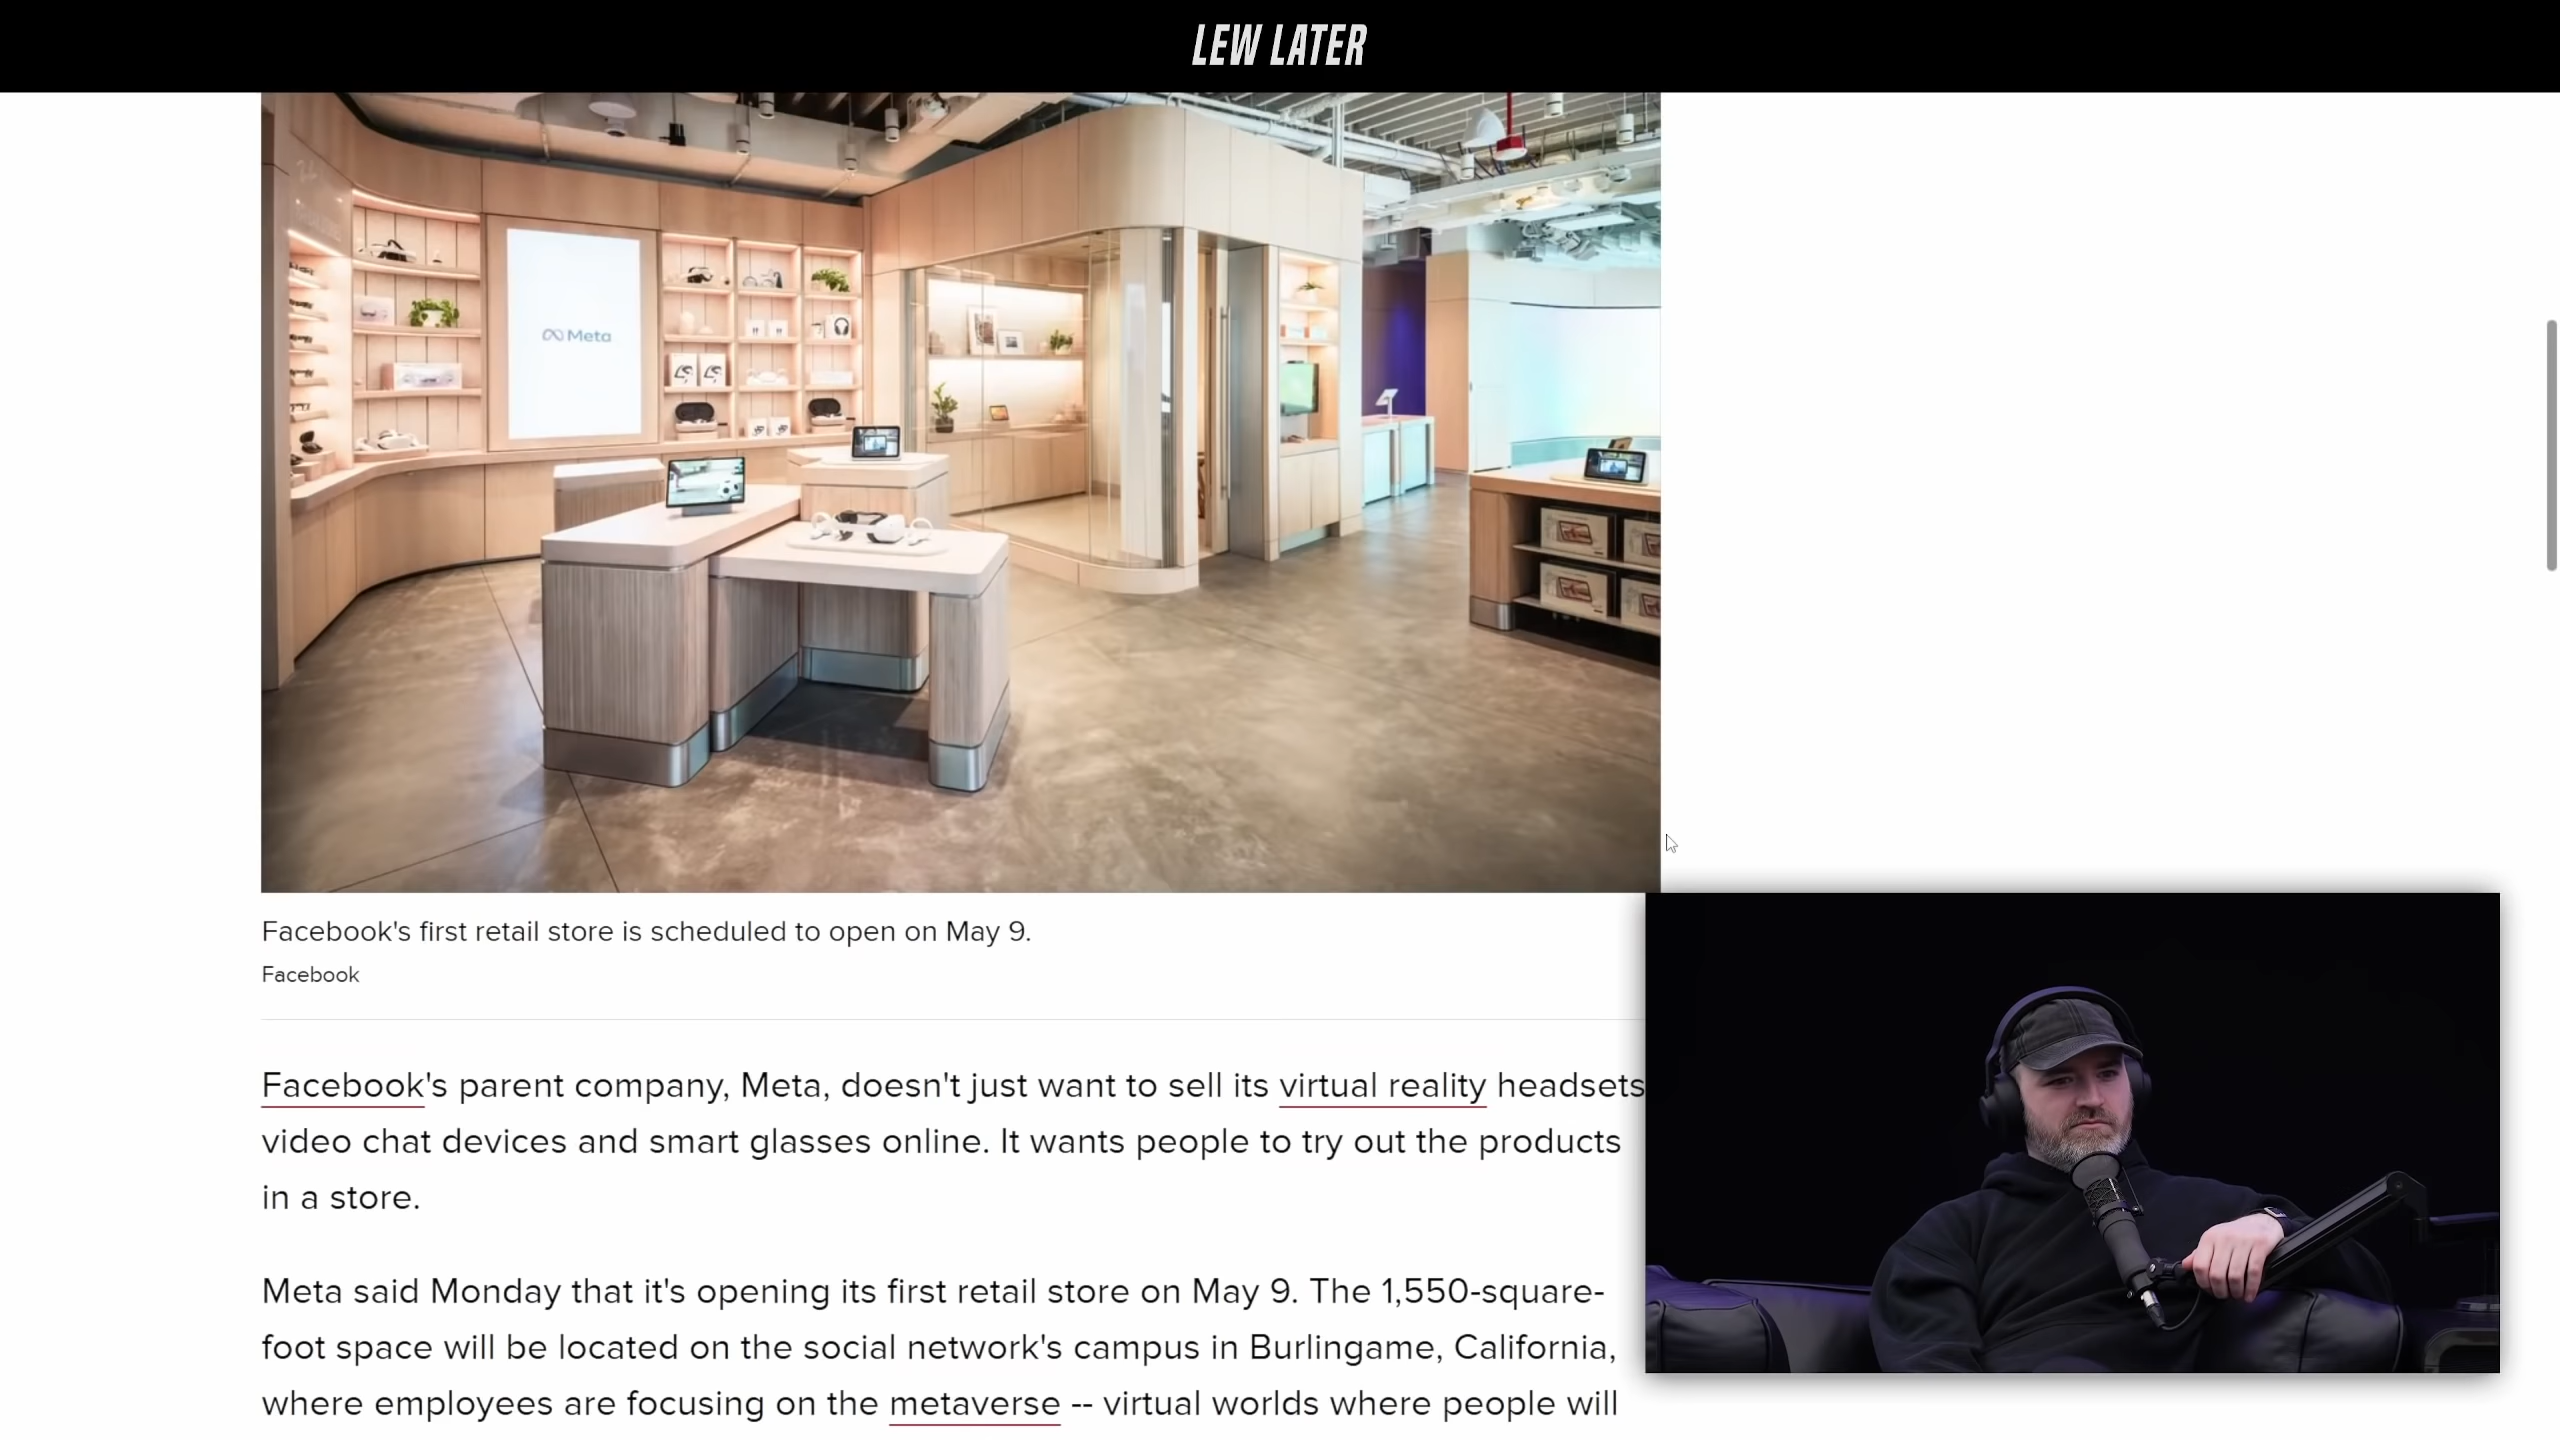 LEW LATER
Meta
Facebook's first retail store is scheduled to open on May 9.
Facebook
Facebook's parent company, Meta, doesn't just want to sell its virtual reality headsets
video chat devices and smart glasses online. It wants people to try out the products
in a store.
Meta said Monday that it's opening its first retail store on May 9. The 1,550-square-
foot space will be located on the social network's campus in Burlingame, California,
where employees are focusing on the metaverse -- virtual worlds where people will